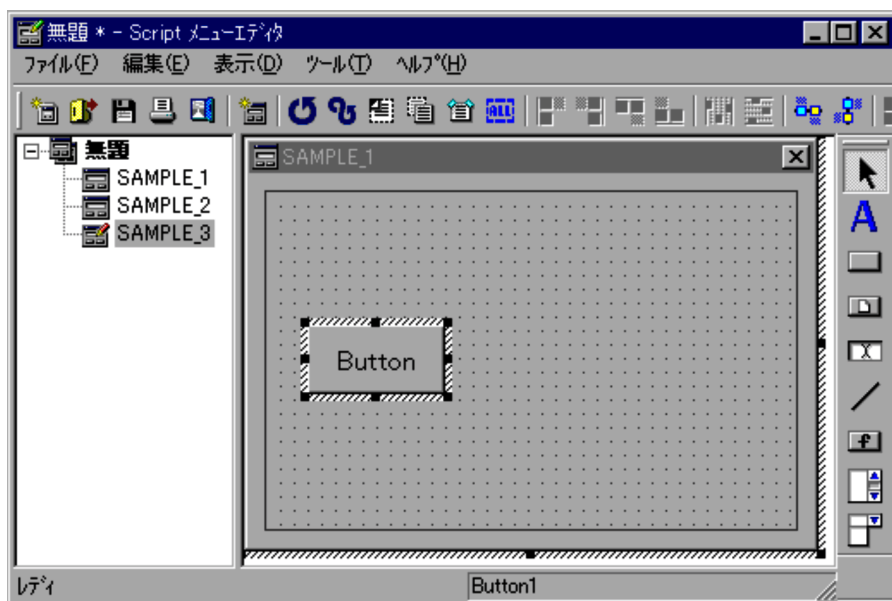 無題 * - Script ﾒﾆｭｰｴﾃﾞｨﾀ
ﾌｧｲﾙ(F) 編集(E) 表示(D) ﾂｰﾙ(T) ﾍﾙﾌﾟ(H)
ALL
無題
SAMPLE_1
SAMPLE_2
SAMPLE_3
SAMPLE_1
Button
A
f
ﾚﾃﾞｨ
Button1